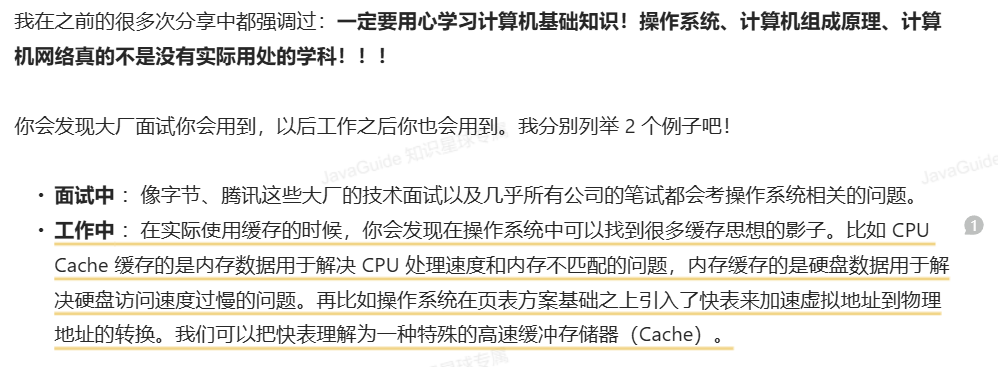 我在之前的很多次分享中都强调过：一定要用心学习计算机基础知识！操作系统、计算机组成原理、计算
机网络真的不是没有实际用处的学科！！！
你会发现大厂面试你会用到，以后工作之后你也会用到。我分别列举 2 个例子吧！
JavaGuide 知识星球专属
JavaGuide
• 面试中 ：像字节、腾讯这些大厂的技术面试以及几乎所有公司的笔试都会考操作系统相关的问题。
• 工作中 ：在实际使用缓存的时候，你会发现在操作系统中可以找到很多缓存思想的影子。比如 CPU
1
Cache 缓存的是内存数据用于解决 CPU 处理速度和内存不匹配的问题，内存缓存的是硬盘数据用于解
决硬盘访问速度过慢的问题。再比如操作系统在页表方案基础之上引入了快表来加速虚拟地址到物理
地址的转换。我们可以把快表理解为一种特殊的高速缓冲存储器（Cache）。
识星球专属